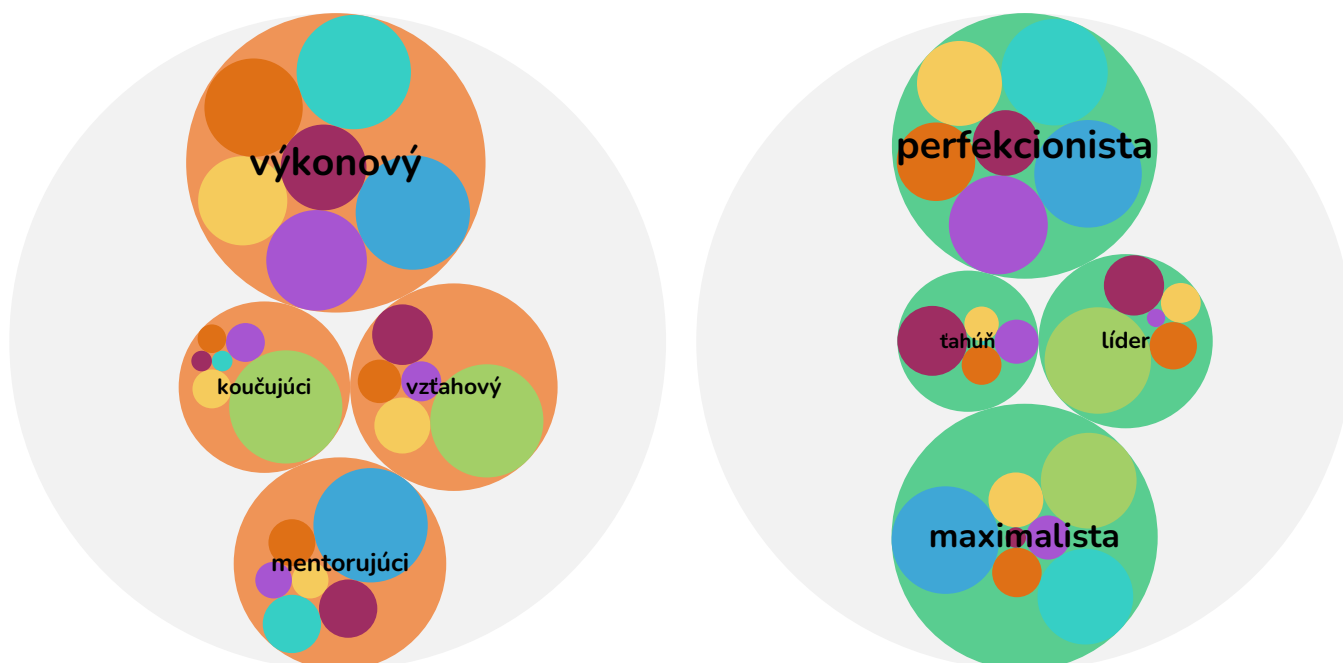 výkonový
koučujúci
vzťahový
mentorujúci
perfekcionista
ťahúň
líder
maximalista